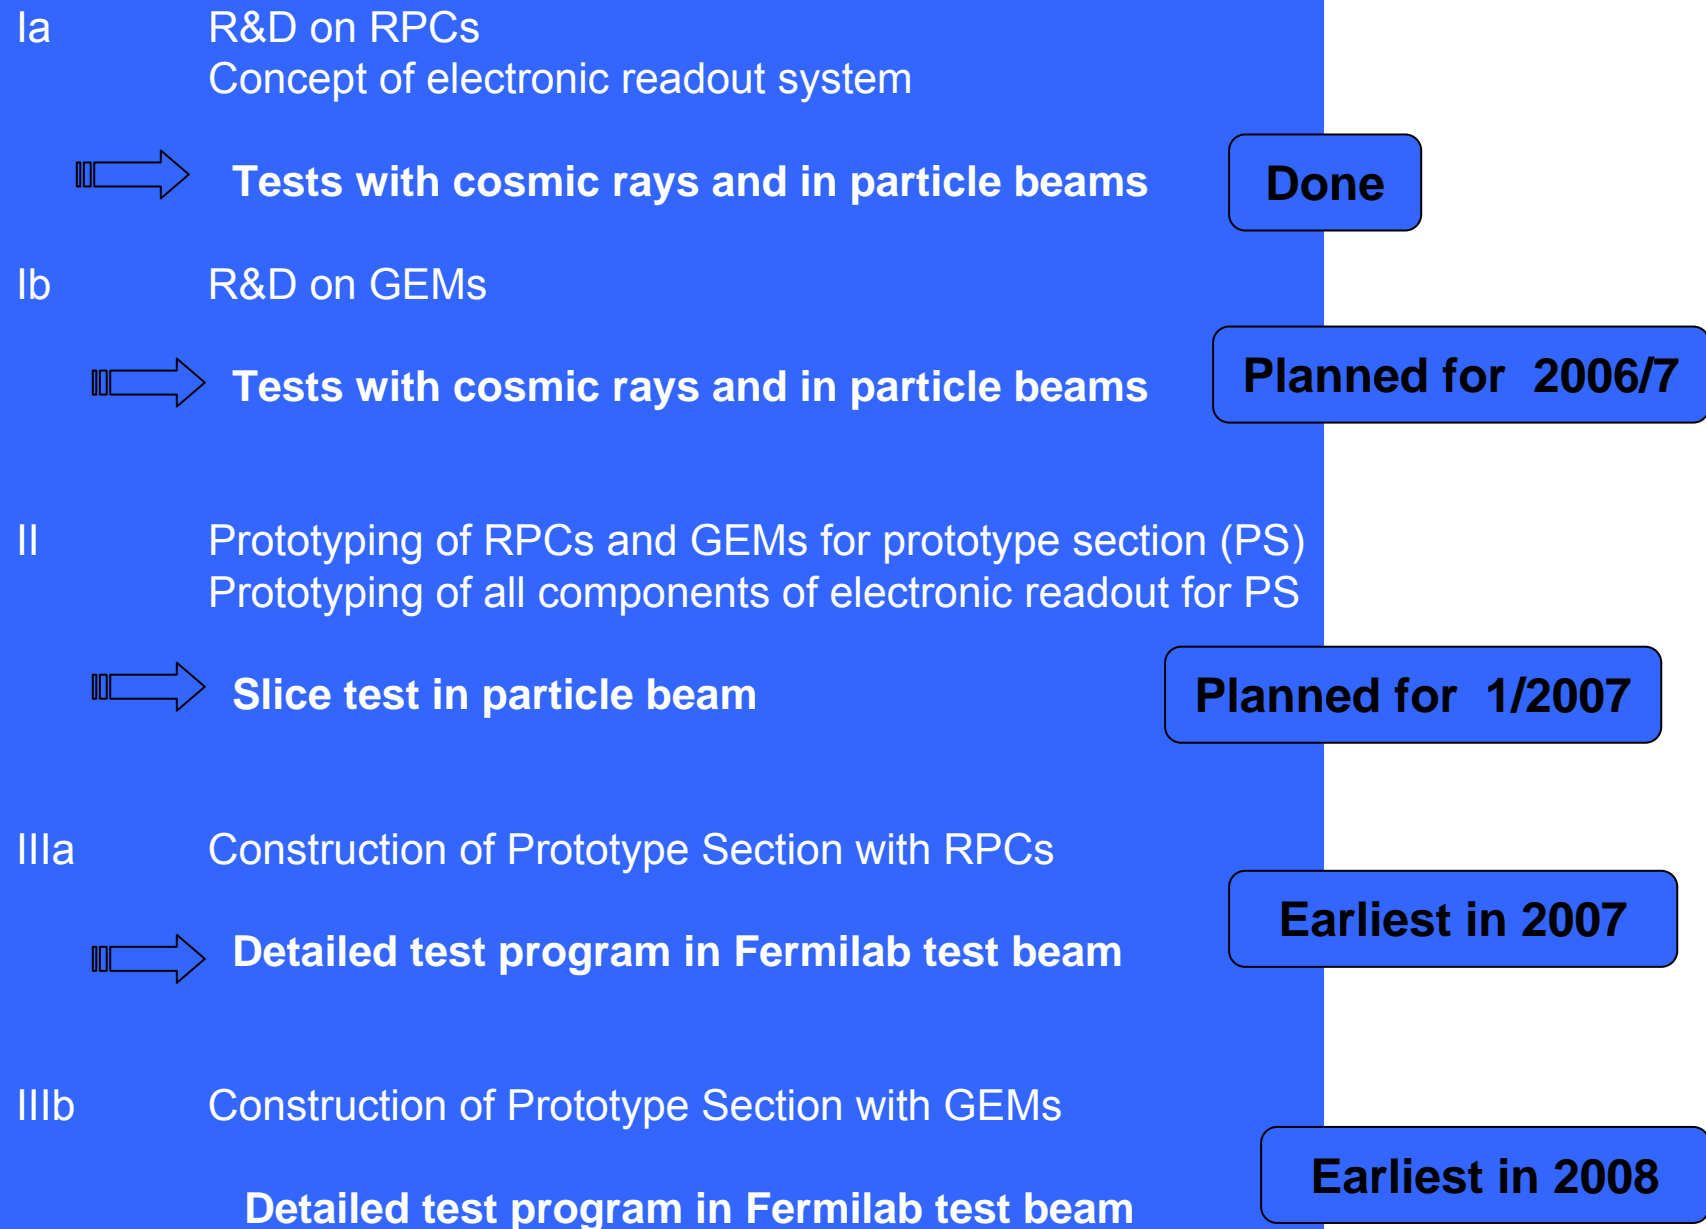 Ia R&D on RPCs
Concept of electronic readout system
Tests with cosmic rays and in particle beams
Done
Ib R&D on GEMs
Tests with cosmic rays and in particle beams
Planned for 2006/7
II Prototyping of RPCs and GEMs for prototype section (PS)
Prototyping of all components of electronic readout for PS
Slice test in particle beam
Planned for 1/2007
IIIa Construction of Prototype Section with RPCs
Detailed test program in Fermilab test beam
Earliest in 2007
IIIb Construction of Prototype Section with GEMs
Detailed test program in Fermilab test beam
Earliest in 2008